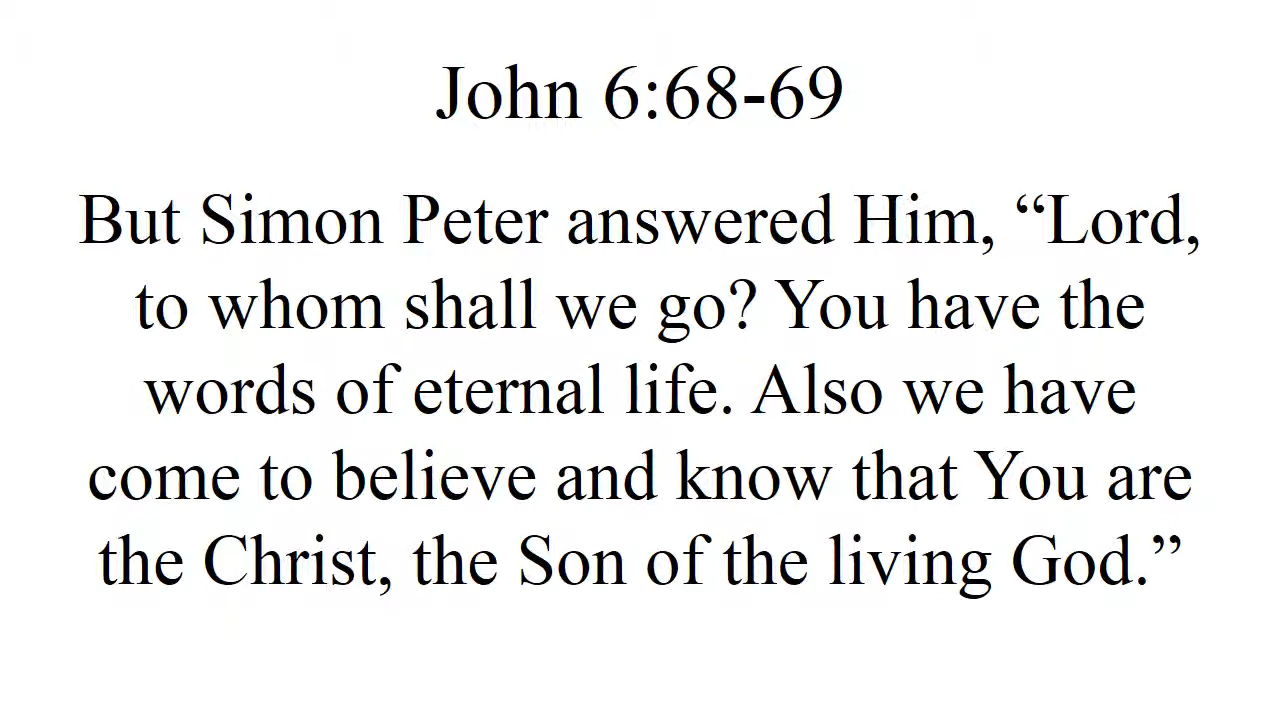 John 6:68-69
But Simon Peter answered Him, “Lord,
to whom shall we go? You have the
words of eternal life. Also we have
come to believe and know that You are
the Christ, the Son of the living God.”